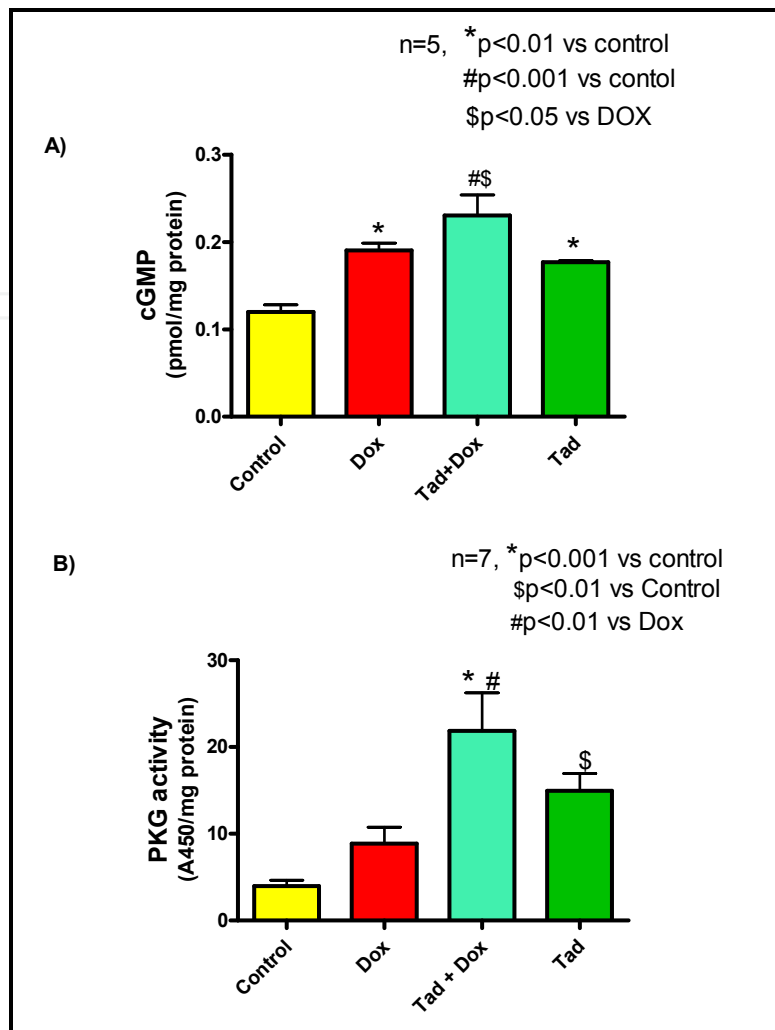 n=5, *p<0.01 vs control
#p<0.001 vs contol
$p<0.05 vs DOX
A)
cGMP
(pmol/mg protein)
0.3
0.2
0.1
0.0
*
#$
*
Control
Dox
Tad+Dox
Tad
B)
n=7, *p<0.001 vs control
$p<0.01 vs Control
#p<0.01 vs Dox
PKG activity
(A450/mg protein)
30
20
10
0
* #
$
Control
Dox
Tad + Dox
Tad